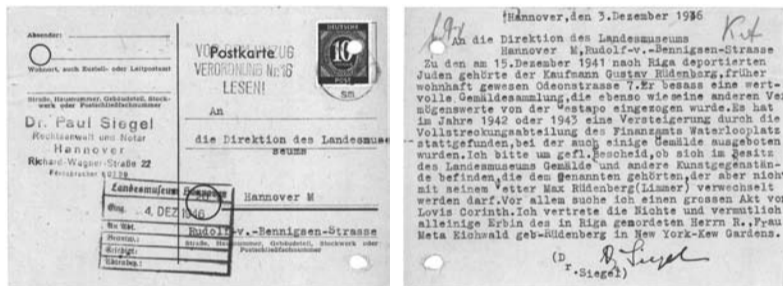 Absender:
Wohnort, auch Zustell- oder Leitpostamt
Straße, Hausnummer, Gebäudeteil, Stockwerk oder Postschließfachnummer
Dr. Paul Siegel
Rechtsanwalt und Notar
Hannover
Richard-Wagner-Straße 22
Fernsprecher
Postkarte
VERORDNUNG Nr. 16
LESEN!
DEUTSCHE
POST
An
die Direktion des Landesmuse
seums
Hannover M
Rudolf-v.-Bennigsen-Strasse
Straße, Hausnummer, Gebäudeteil, Stockwerk oder
Postschließfachnummer
Landesmuseum Hannover
Eing. 4. DEZ 1946
Hannover, den 3. Dezember 1946
An die Direktion des Landesmuseums
Hannover M, Rudolf-v.-Bennigsen-Strasse
Zu den am 15.Dezember 1941 nach Riga deportierten
Juden gehörte der Kaufmann Gustav Rüdenberg, früher
wohnhaft gewesen Odeonstrasse 7.Er besass eine wert-
volle Gemäldesammlung, die ebenso wie seine anderen Ver
mögenswerte von der Gestapo eingezogen wurde.Es hat
im Jahre 1942 oder 1943 eine Versteigerung durch die
Vollstreckungsabteilung des Finanzamts Waterlooplatz
stattgefunden, bei der auch einige Gemälde ausgeboten
wurden.Ich bitte um gefl.Bescheid, ob sich im Besitz
des Landesmuseums Gemälde und andere Kunstgegenstän
de befinden, die dem Genannten gehörten, der aber nicht
mit seinem Vetter Max Rüdenberg (Limmer) verwechselt
werden darf.Vor allem suche ich einen grossen Akt von
Lovis Corinth.Ich vertrete die Nichte und vermutlich
alleinige Erbin des in Riga gemordeten Herrn R., Frau
Meta Eichwald geb-Rüdenberg in New York-Kew Gardens.
(Dr.Siegel)